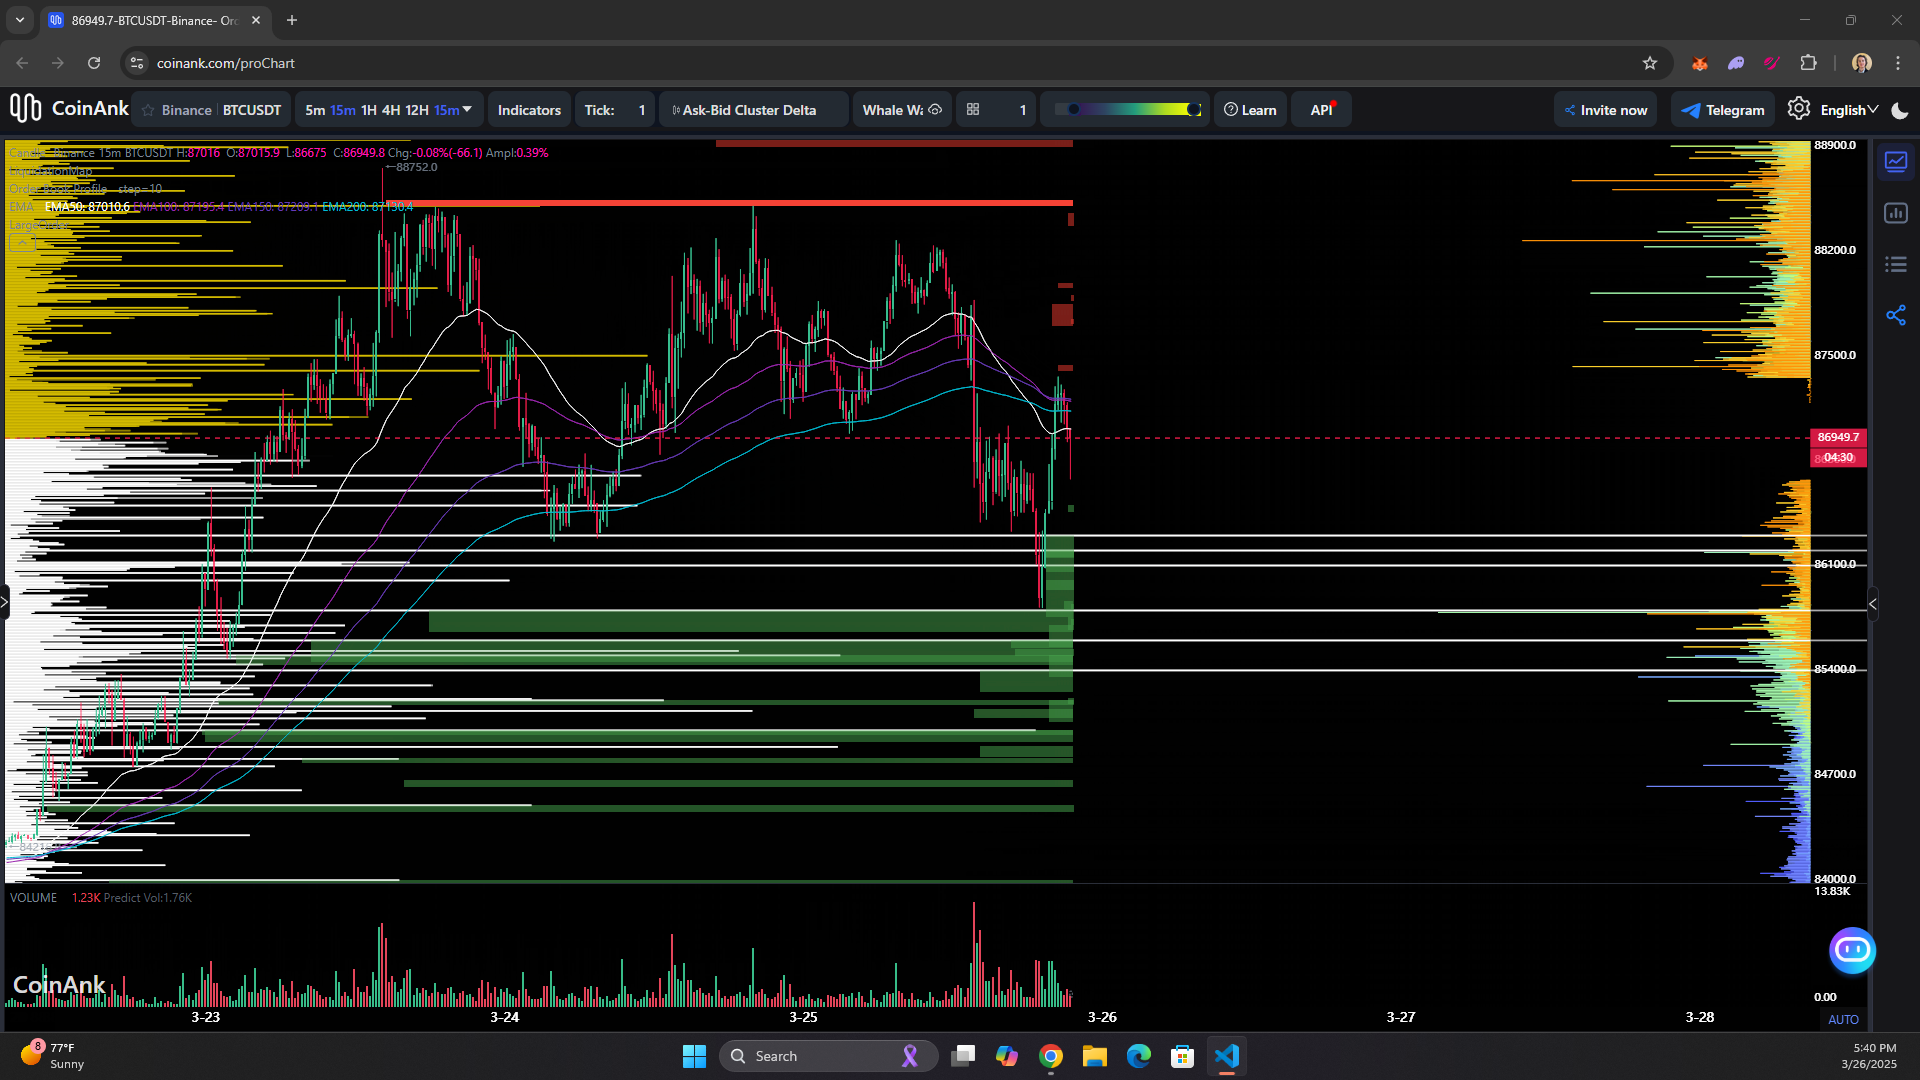 86949.7-BTCUSDT-Binance- Or
coinank.com/proChart
CoinAnk
Binance BTCUSDT
5m 15m 1H 4H 12H 15m
Indicators
Tick: 1
Ask-Bid Cluster Delta
Whale Wa
1
Learn
API
Invite now
Telegram
English
Candle Binance 15m BTCUSDT H:87016 O:87015.9 L:86675 C:86949.8 Chg:-0.08%(-66.1) Ampl:0.39%
88752.0
LiquidationMap
Order Book Profile step=10
EMA EMA50: 87010.6 EMA100: 87195.4 EMA150: 87209.1 EMA200: 87130.4
LargeOrder
88900.0
88200.0
87500.0
86949.7
04:30
86100.0
85400.0
84700.0
84000.0
VOLUME 1.23K Predict Vol:1.76K
13.83K
CoinAnk
0.00
3-23
3-24
3-25
3-26
3-27
3-28
AUTO
8
77°F
Sunny
Search
5:40 PM
3/26/2025